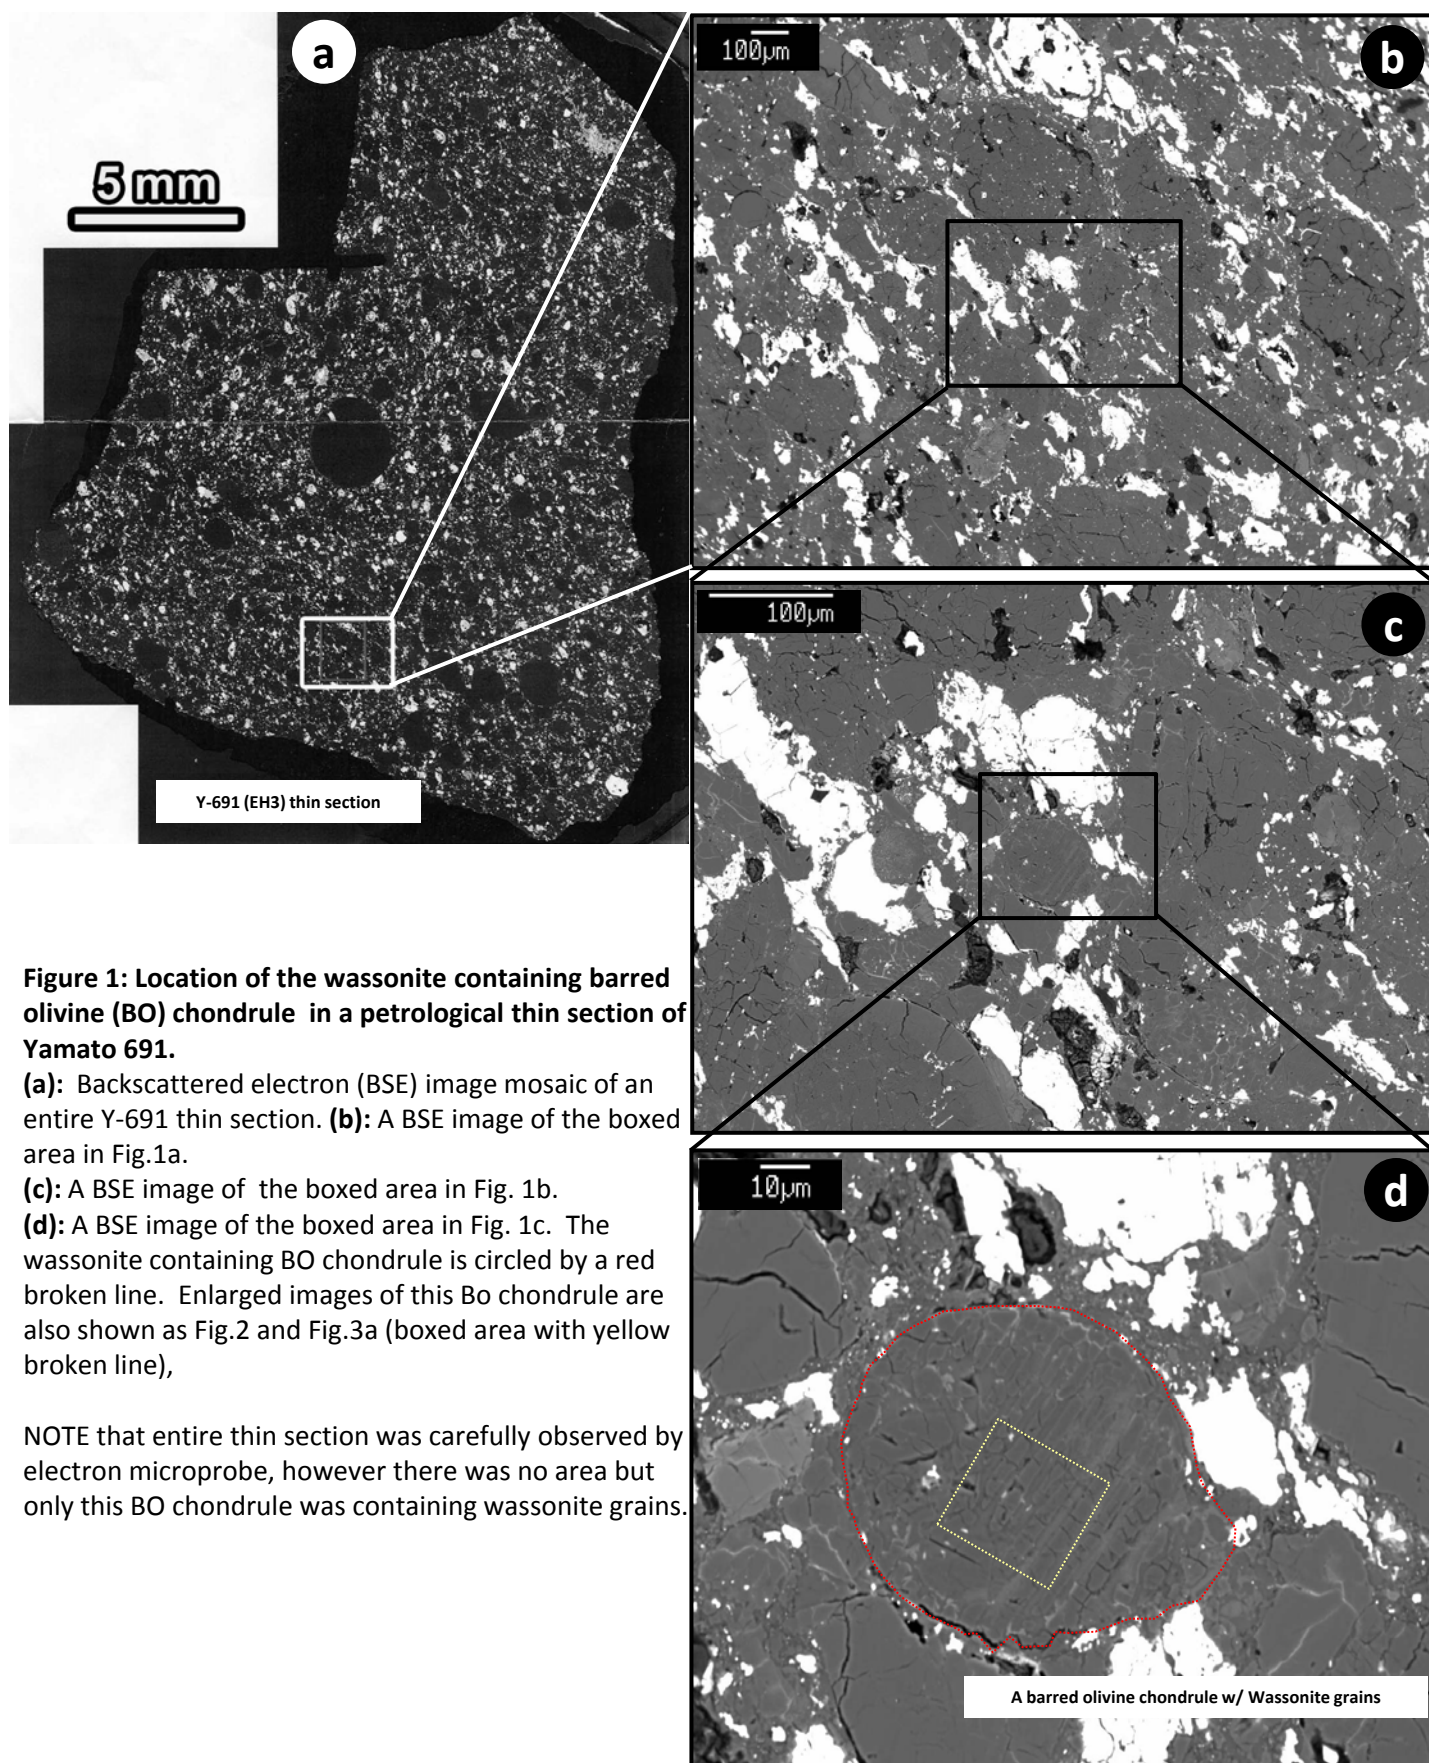 a
5 mm
Y-691 (EH3) thin section
100µm
b
100µm
c
10µm
d
A barred olivine chondrule w/ Wassonite grains
Figure 1: Location of the wassonite containing barred
olivine (BO) chondrule in a petrological thin section of
Yamato 691.
(a): Backscattered electron (BSE) image mosaic of an
entire Y-691 thin section. (b): A BSE image of the boxed
area in Fig.1a.
(c): A BSE image of the boxed area in Fig. 1b.
(d): A BSE image of the boxed area in Fig. 1c. The
wassonite containing BO chondrule is circled by a red
broken line. Enlarged images of this Bo chondrule are
also shown as Fig.2 and Fig.3a (boxed area with yellow
broken line),
NOTE that entire thin section was carefully observed by
electron microprobe, however there was no area but
only this BO chondrule was containing wassonite grains.